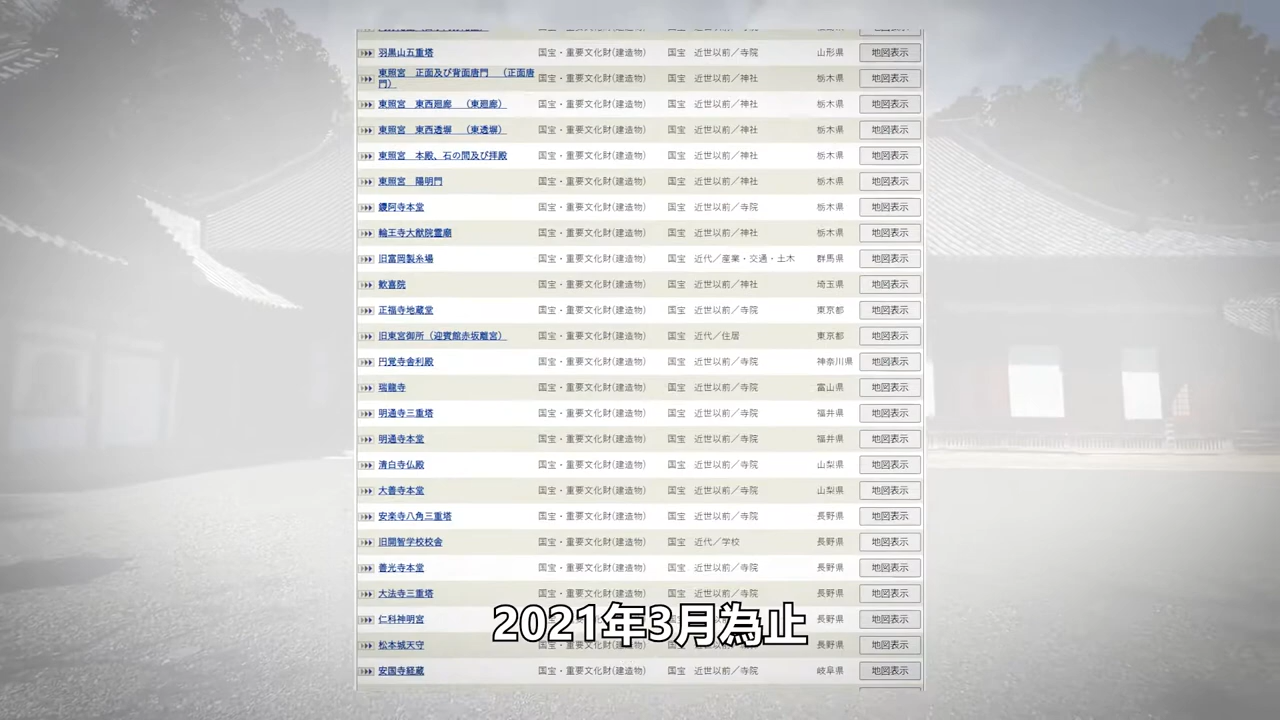 羽黒山五重塔 国宝・重要文化財(建造物) 国宝 近世以前／寺院 山形県 地図表示
東照宮 正面及び背面唐門 （正面唐門） 国宝・重要文化財(建造物) 国宝 近世以前／神社 栃木県 地図表示
東照宮 東西廻廊 （東廻廊） 国宝・重要文化財(建造物) 国宝 近世以前／神社 栃木県 地図表示
東照宮 東西透塀 （東透塀） 国宝・重要文化財(建造物) 国宝 近世以前／神社 栃木県 地図表示
東照宮 本殿、石の間及び拝殿 国宝・重要文化財(建造物) 国宝 近世以前／神社 栃木県 地図表示
東照宮 陽明門 国宝・重要文化財(建造物) 国宝 近世以前／神社 栃木県 地図表示
鑁阿寺本堂 国宝・重要文化財(建造物) 国宝 近世以前／寺院 栃木県 地図表示
輪王寺大猷院霊廟 国宝・重要文化財(建造物) 国宝 近世以前／神社 栃木県 地図表示
旧富岡製糸場 国宝・重要文化財(建造物) 国宝 近代／産業・交通・土木 群馬県 地図表示
歓喜院 国宝・重要文化財(建造物) 国宝 近世以前／神社 埼玉県 地図表示
正福寺地蔵堂 国宝・重要文化財(建造物) 国宝 近世以前／寺院 東京都 地図表示
旧東宮御所（迎賓館赤坂離宮） 国宝・重要文化財(建造物) 国宝 近代／住居 東京都 地図表示
円覚寺舎利殿 国宝・重要文化財(建造物) 国宝 近世以前／寺院 神奈川県 地図表示
瑞龍寺 国宝・重要文化財(建造物) 国宝 近世以前／寺院 富山県 地図表示
明通寺三重塔 国宝・重要文化財(建造物) 国宝 近世以前／寺院 福井県 地図表示
明通寺本堂 国宝・重要文化財(建造物) 国宝 近世以前／寺院 福井県 地図表示
清白寺仏殿 国宝・重要文化財(建造物) 国宝 近世以前／寺院 山梨県 地図表示
大善寺本堂 国宝・重要文化財(建造物) 国宝 近世以前／寺院 山梨県 地図表示
安楽寺八角三重塔 国宝・重要文化財(建造物) 国宝 近世以前／寺院 長野県 地図表示
旧開智学校校舎 国宝・重要文化財(建造物) 国宝 近代／学校 長野県 地図表示
善光寺本堂 国宝・重要文化財(建造物) 国宝 近世以前／寺院 長野県 地図表示
大法寺三重塔 国宝・重要文化財(建造物) 国宝 近世以前／寺院 長野県 地図表示
仁科神明宮 長野県 地図表示
松本城天守 長野県 地図表示
安国寺経蔵 国宝・重要文化財(建造物) 国宝 近世以前／寺院 岐阜県 地図表示
2021年3月為止